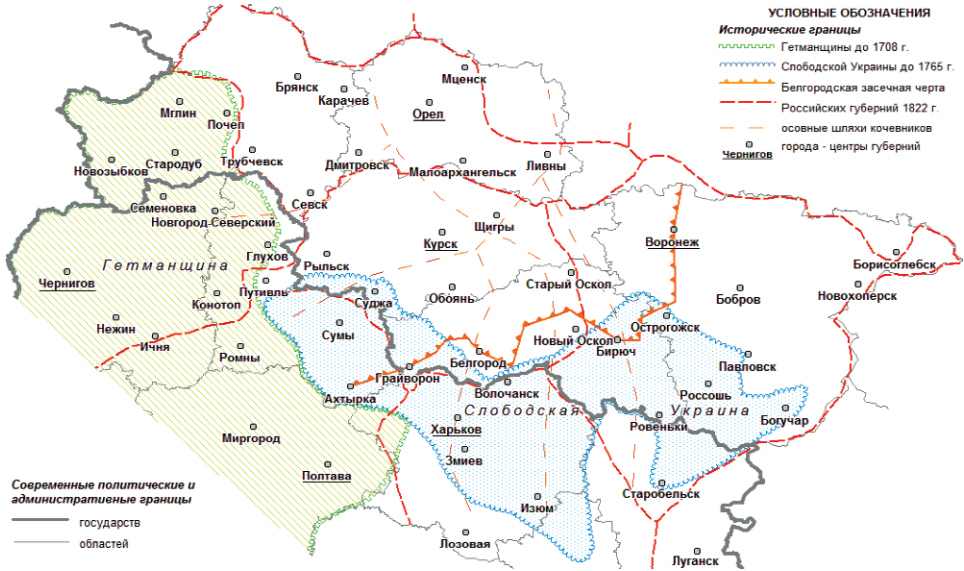 УСЛОВНЫЕ ОБОЗНАЧЕНИЯ
Исторические границы
Гетманщины до 1708 г.
Слободской Украины до 1765 г.
Белгородская засечная черта
Российских губерний 1822 г.
осовные шляхи кочевников
Чернигов
города - центры губерний
Мценск
Брянск
Карачев
Орел
Мглин
Почеп
Трубчевск
Дмитровск
Малоархангельск
Ливны
Стародуб
Новозыбков
Севск
Семеновка
Новгород-Северский
Щигры
Курск
Воронеж
Глухов
Рыльск
Борисоглебск
Гетманщина
Чернигов
Путивль
Конотоп
Суджа
Обоянь
Старый Оскол
Бобров
Новохоперск
Нежин
Ичня
Сумы
Острогожск
Новый Оскол
Бирюч
Ромны
Белгород
Павловск
Грайворон
Ахтырка
Волочанск
Россошь
Слободская Украина
Харьков
Ровеньки
Богучар
Миргород
Змиев
Полтава
Старобельск
Изюм
Лозовая
Луганск
Современные политические и
административные границы
государств
областей